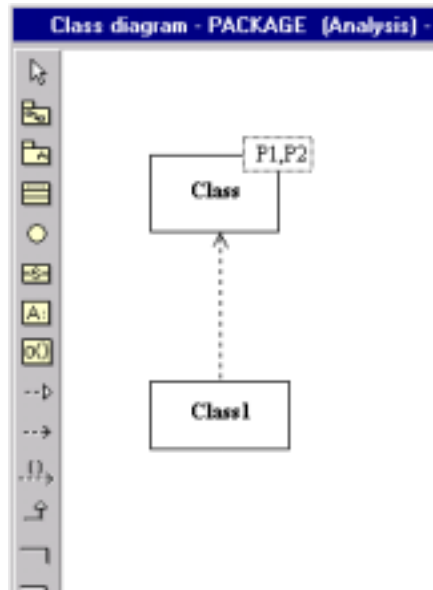 Class diagram - PACKAGE (Analysis) -
P1,P2
Class
Class1
A: